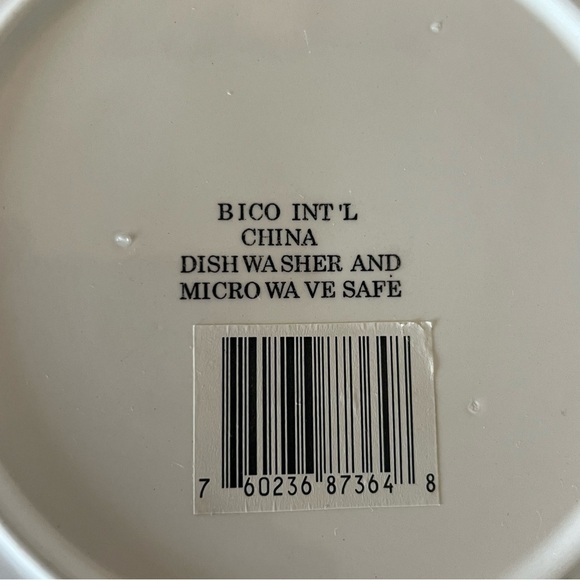 BICO INT'L
CHINA
DISHWASHER AND
MICROWAVE SAFE
7 60236 87364 8